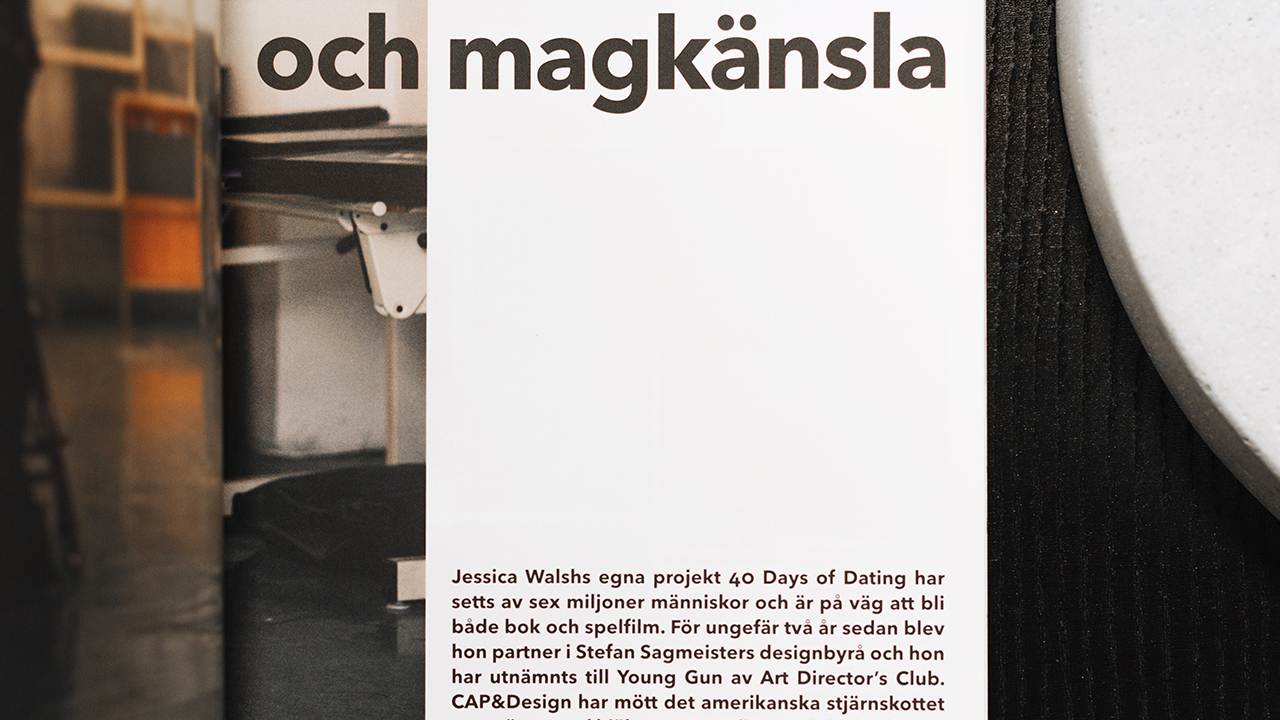 och magkänsla
Jessica Walshs egna projekt 40 Days of Dating har
setts av sex miljoner människor och är på väg att bli
både bok och spelfilm. För ungefär två år sedan blev
hon partner i Stefan Sagmeisters designbyrå och hon
har utnämnts till Young Gun av Art Director’s Club.
CAP&Design har mött det amerikanska stjärnskottet